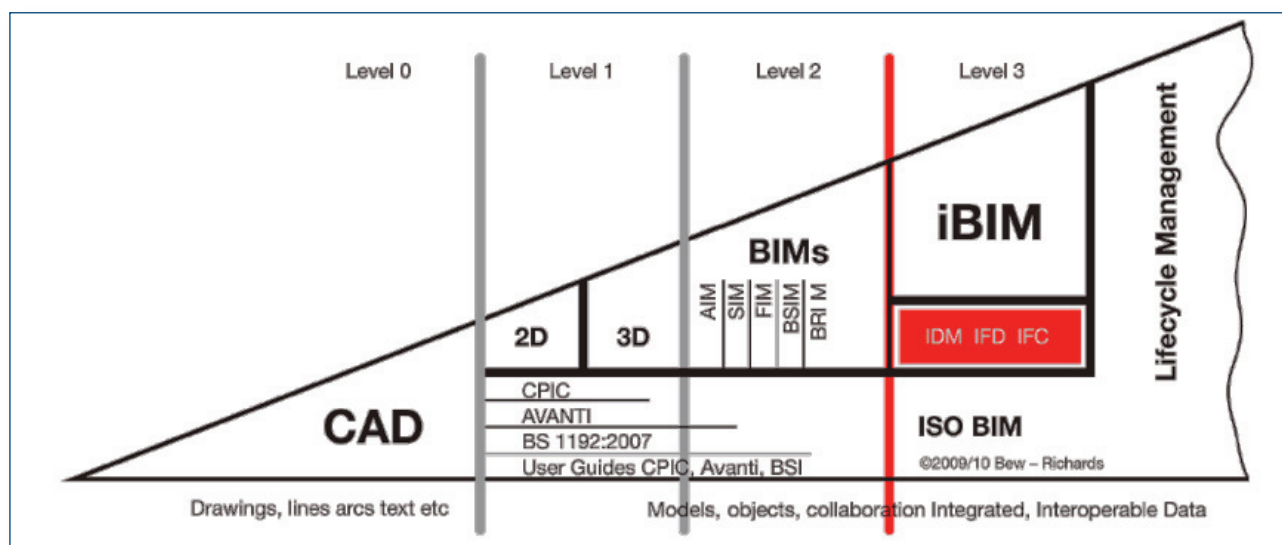 Level 0
Level 1
Level 2
Level 3
Lifecycle Management
iBIM
BIMs
AIM
SIM
FIM
BSIM
BRI M
2D
3D
IDM IFD IFC
CPIC
CAD
AVANTI
BS 1192:2007
User Guides CPIC, Avanti, BSI
ISO BIM
©2009/10 Bew – Richards
Drawings, lines arcs text etc
Models, objects, collaboration Integrated, Interoperable Data